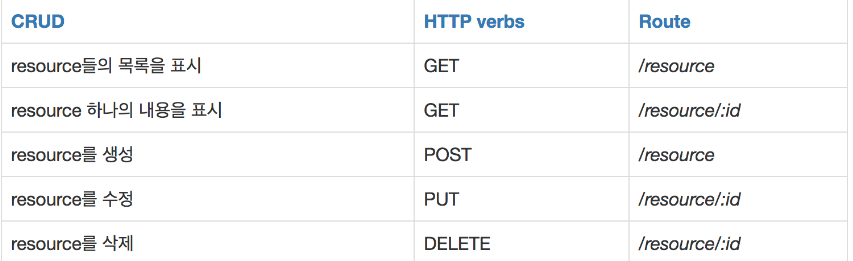 CRUD HTTP verbs Route
resource들의 목록을 표시 GET /resource
resource 하나의 내용을 표시 GET /resource/:id
resource를 생성 POST /resource
resource를 수정 PUT /resource/:id
resource를 삭제 DELETE /resource/:id